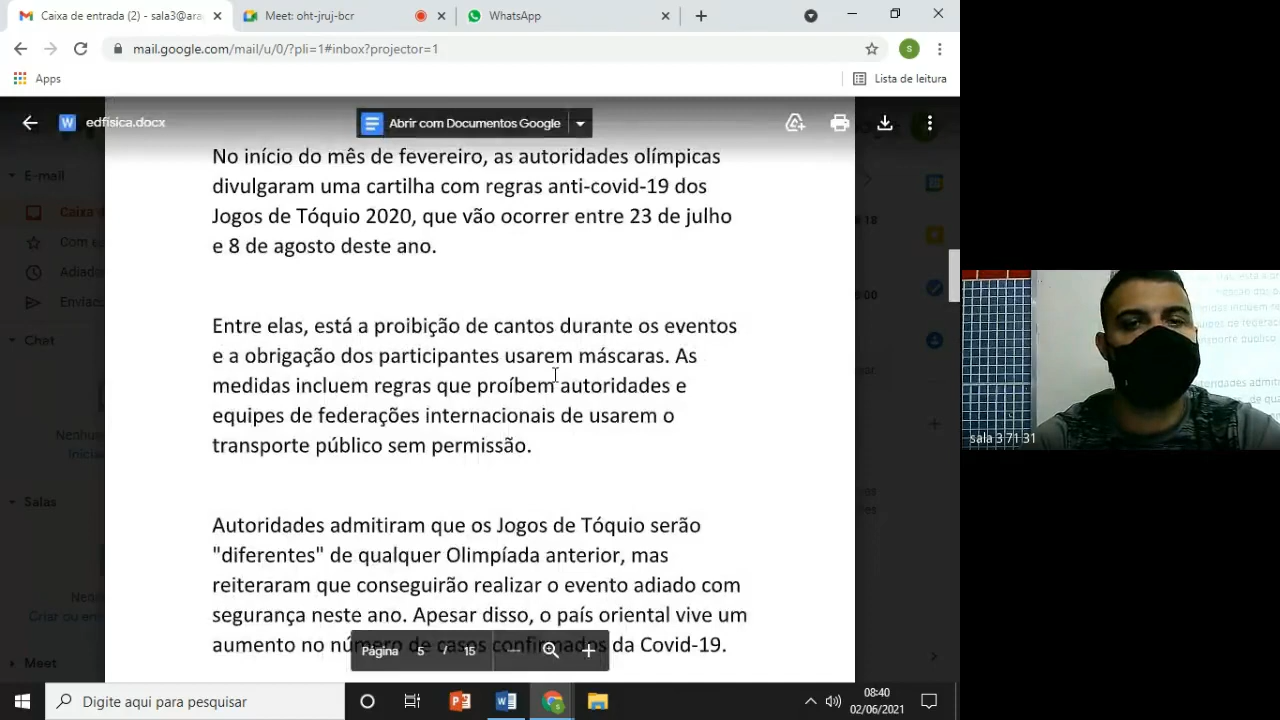 Caixa de entrada (2) - sala3@ara
Meet: oht-jruj-bcr
WhatsApp
mail.google.com/mail/u/0/?pli=1#inbox?projector=1
S
Apps
Lista de leitura
W
edfísica.docx
Abrir com Documentos Google
E-mail
Caixa
Adiad
Enviad
Chat
Salas
Criar ou
Meet
No início do mês de fevereiro, as autoridades olímpicas
divulgaram uma cartilha com regras anti-covid-19 dos
Jogos de Tóquio 2020, que vão ocorrer entre 23 de julho
e 8 de agosto deste ano.
Entre elas, está a proibição de cantos durante os eventos
e a obrigação dos participantes usarem máscaras. As
medidas incluem regras que proíbem autoridades e
equipes de federações internacionais de usarem o
transporte público sem permissão.
Autoridades admitiram que os Jogos de Tóquio serão
"diferentes" de qualquer Olimpíada anterior, mas
reiteraram que conseguirão realizar o evento adiado com
segurança neste ano. Apesar disso, o país oriental vive um
aumento no número de casos confirmados da Covid-19.
Página 5 / 15
sala 3 71 31
Digite aqui para pesquisar
08:40
02/06/2021